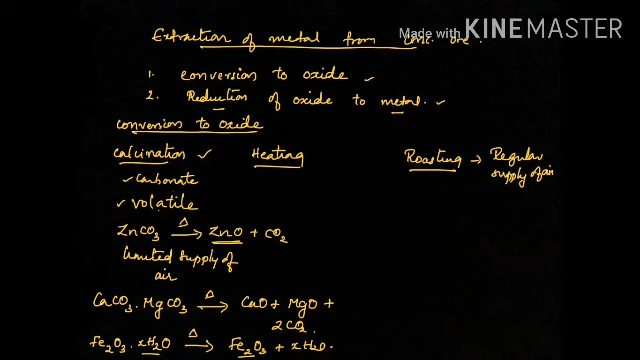 Made with KINEMASTER
Extraction of metal from Conc. ore.
1. conversion to oxide ✓
2. Reduction of oxide to metal. ✓
conversion to oxide
Calcination ✓ Heating Roasting → Regular supply of air
✓ carbonate
✓ volatile
ZnCO₃ —Δ→ ZnO + CO₂
limited supply of
air
CaCO₃.MgCO₃ —Δ→ CaO + MgO +
2CO₂.
Fe₂O₃.xH₂O —Δ→ Fe₂O₃ + xH₂O.